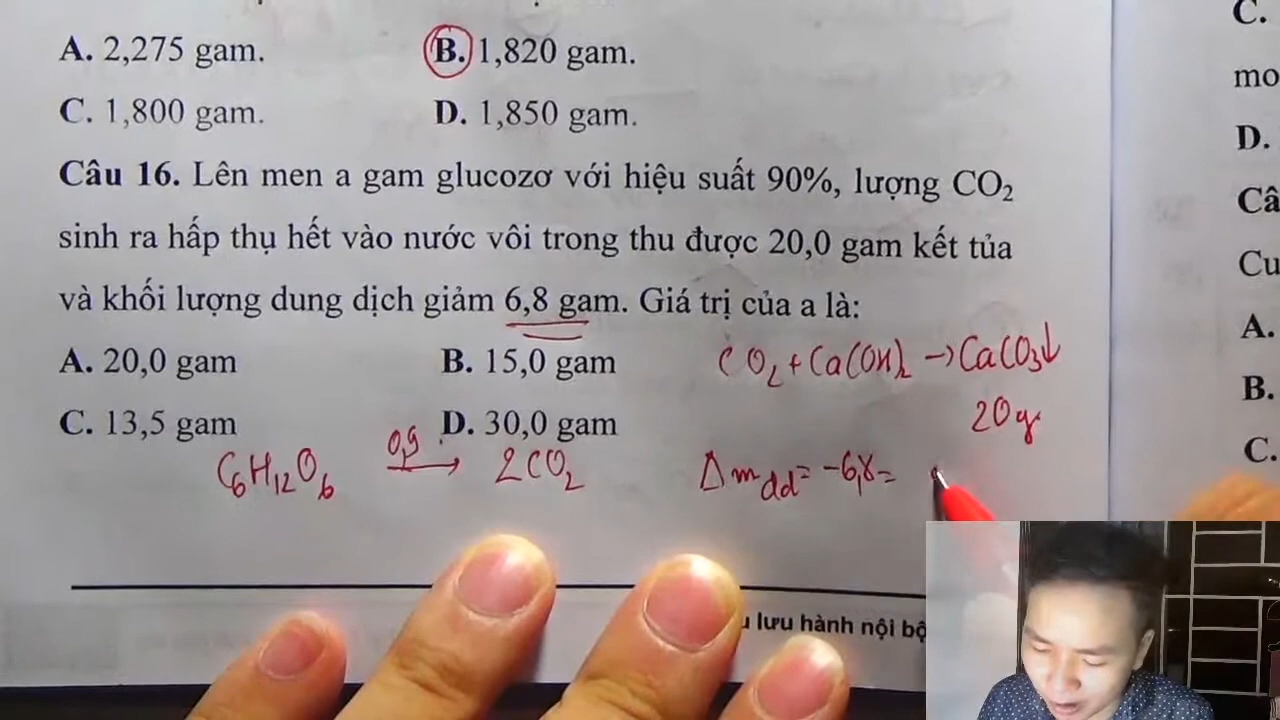 A. 2,275 gam.
B. 1,820 gam.
C. 1,800 gam.
D. 1,850 gam.
Câu 16. Lên men a gam glucozơ với hiệu suất 90%, lượng CO₂
sinh ra hấp thụ hết vào nước vôi trong thu được 20,0 gam kết tủa
và khối lượng dung dịch giảm 6,8 gam. Giá trị của a là:
A. 20,0 gam
B. 15,0 gam
C. 13,5 gam
D. 30,0 gam
CO₂ + Ca(OH)₂ → CaCO₃↓
20g
C₆H₁₂O₆ 0,9 → 2CO₂
Δm dd = -6,8 =
lưu hành nội bộ
C.
mo
D.
Câ
Cu
A.
B.
C.